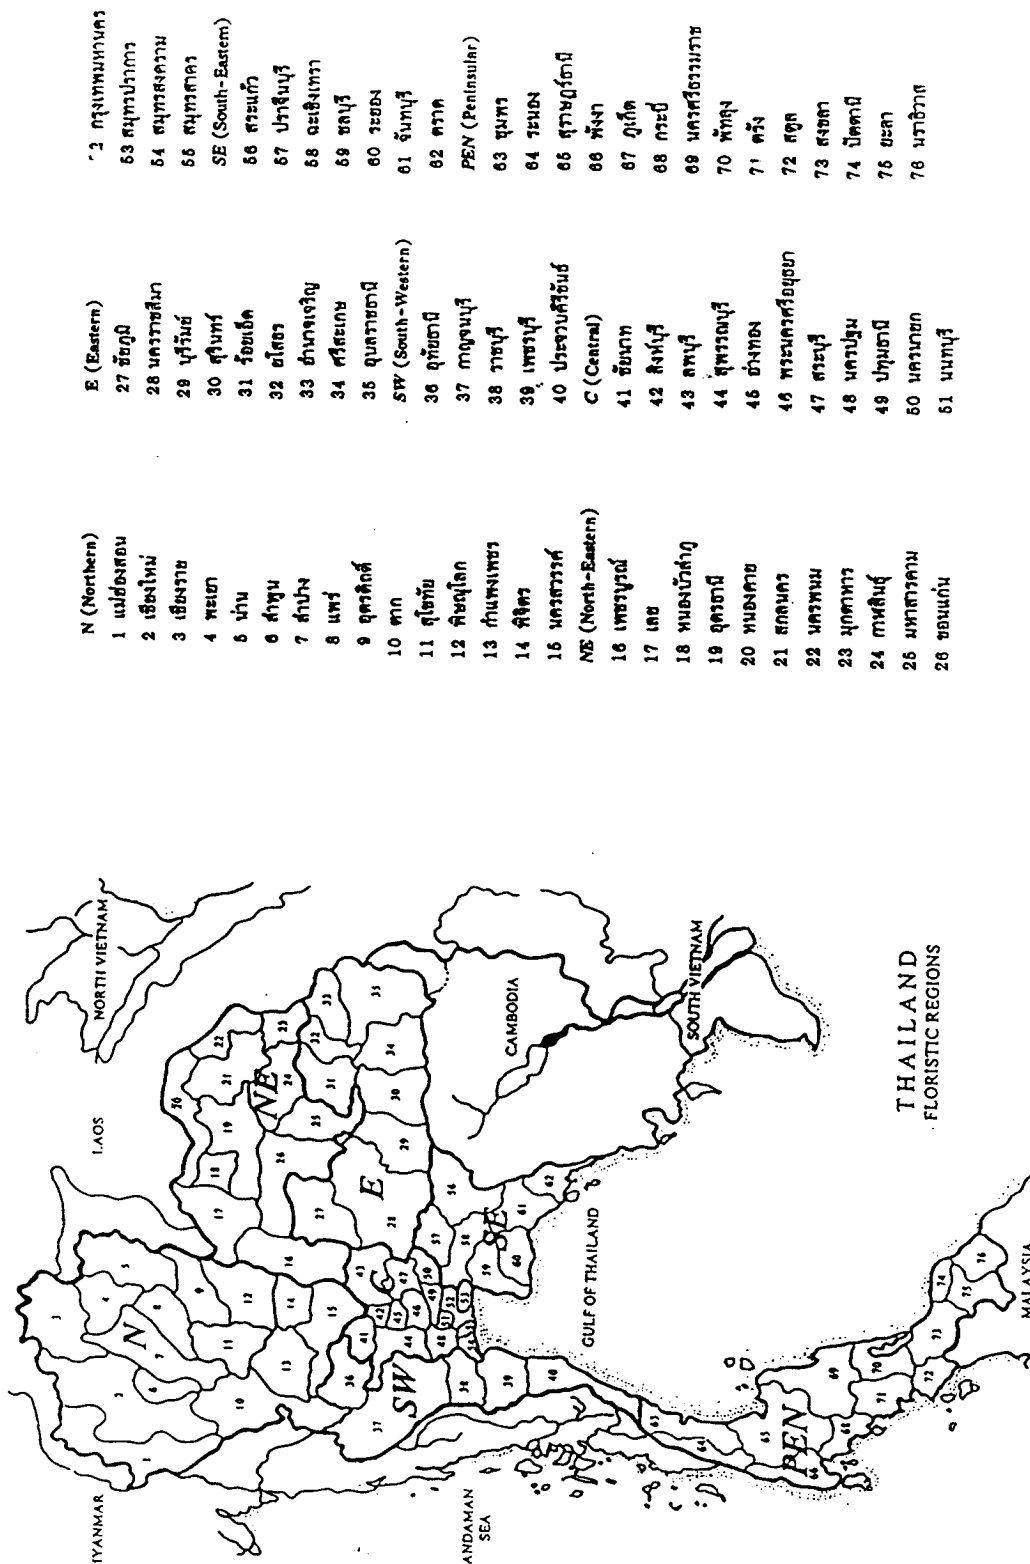 THAILAND
FLORISTIC REGIONS
MYANMAR
LAOS
NORTH VIETNAM
CAMBODIA
SOUTH VIETNAM
GULF OF THAILAND
ANDAMAN
SEA
MALAYSIA
N
NE
E
SW
C
SE
PEN
N (Northern)
1 แม่ฮ่องสอน
2 เชียงใหม่
3 เชียงราย
4 พะเยา
5 น่าน
6 ลำพูน
7 ลำปาง
8 แพร่
9 อุตรดิตถ์
10 ตาก
11 สุโขทัย
12 พิษณุโลก
13 กำแพงเพชร
14 พิจิตร
15 นครสวรรค์
NE (North-Eastern)
16 เพชรบูรณ์
17 เลย
18 หนองบัวลำภู
19 อุดรธานี
20 หนองคาย
21 สกลนคร
22 นครพนม
23 มุกดาหาร
24 กาฬสินธุ์
25 มหาสารคาม
26 ขอนแก่น
E (Eastern)
27 ชัยภูมิ
28 นครราชสีมา
29 บุรีรัมย์
30 สุรินทร์
31 ร้อยเอ็ด
32 ยโสธร
33 อำนาจเจริญ
34 ศรีสะเกษ
35 อุบลราชธานี
SW (South-Western)
36 อุทัยธานี
37 กาญจนบุรี
38 ราชบุรี
39 เพชรบุรี
40 ประจวบคีรีขันธ์
C (Central)
41 ชัยนาท
42 สิงห์บุรี
43 ลพบุรี
44 สุพรรณบุรี
45 อ่างทอง
46 พระนครศรีอยุธยา
47 สระบุรี
48 นครปฐม
49 ปทุมธานี
50 นครนายก
51 นนทบุรี
กรุงเทพมหานคร
53 สมุทรปราการ
54 สมุทรสงคราม
55 สมุทรสาคร
SE (South-Eastern)
56 สระแก้ว
57 ปราจีนบุรี
58 ฉะเชิงเทรา
59 ชลบุรี
60 ระยอง
61 จันทบุรี
62 ตราด
PEN (Peninsular)
63 ชุมพร
64 ระนอง
65 สุราษฎร์ธานี
66 พังงา
67 ภูเก็ต
68 กระบี่
69 นครศรีธรรมราช
70 พัทลุง
71 ตรัง
72 สตูล
73 สงขลา
74 ปัตตานี
75 ยะลา
76 นราธิวาส